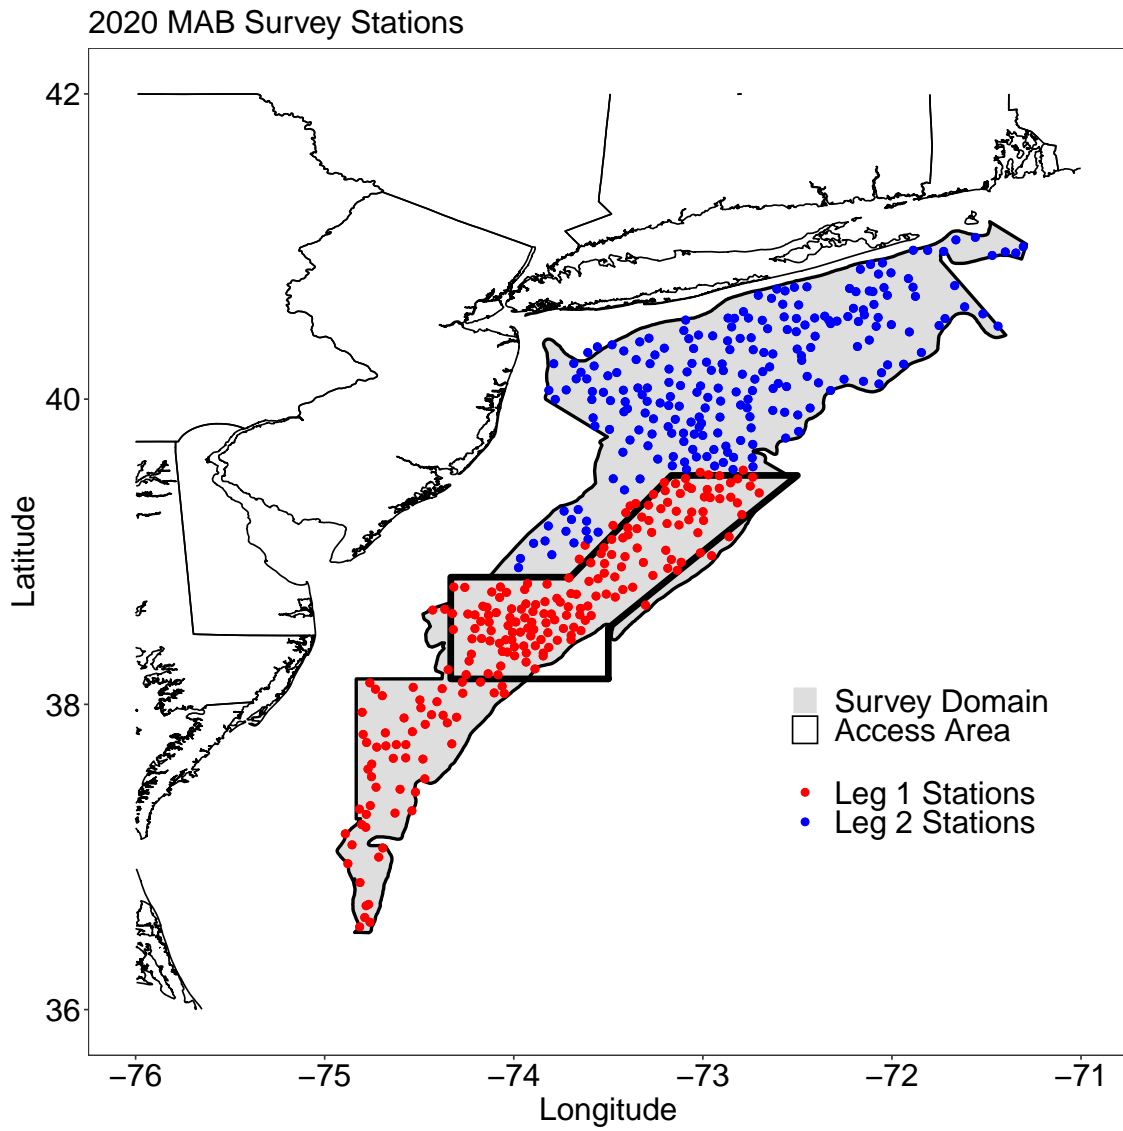 2020 MAB Survey Stations
42
40
38
36
Latitude
Survey Domain
Access Area
Leg 1 Stations
Leg 2 Stations
−76 −75 −74 −73 −72 −71
Longitude